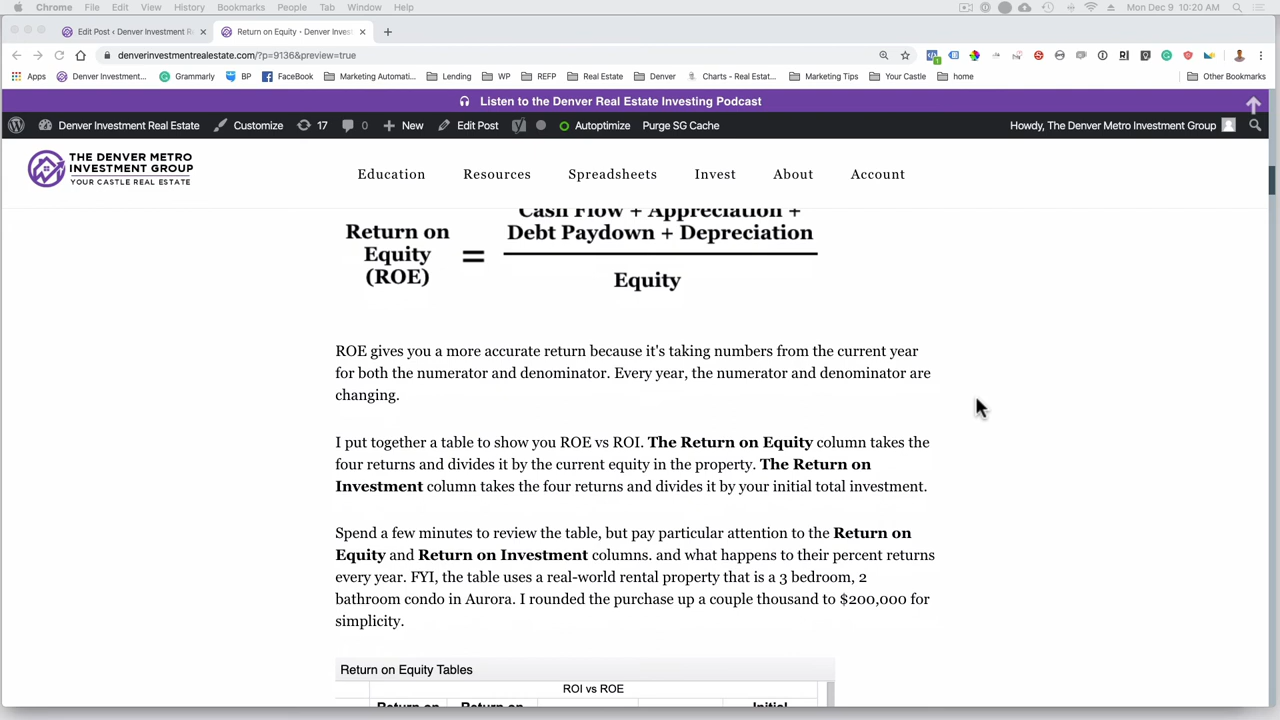 Chrome File Edit View History Bookmarks People Tab Window Help Mon Dec 9 10:20 AM
Edit Post ‹ Denver Investment R Return on Equity - Denver Inves
denverinvestmentrealestate.com/?p=9136&preview=true
Apps Denver Investment... Grammarly BP FaceBook Marketing Automati... Lending WP REFP Real Estate Denver Charts - Real Estat... Marketing Tips Your Castle home Other Bookmarks
Listen to the Denver Real Estate Investing Podcast
Denver Investment Real Estate Customize 17 0 New Edit Post Autoptimize Purge SG Cache Howdy, The Denver Metro Investment Group
THE DENVER METRO
INVESTMENT GROUP
YOUR CASTLE REAL ESTATE
Education Resources Spreadsheets Invest About Account
Cash Flow + Appreciation +
Debt Paydown + Depreciation
Return on
Equity
(ROE)
=
Equity
ROE gives you a more accurate return because it's taking numbers from the current year
for both the numerator and denominator. Every year, the numerator and denominator are
changing.
I put together a table to show you ROE vs ROI. The Return on Equity column takes the
four returns and divides it by the current equity in the property. The Return on
Investment column takes the four returns and divides it by your initial total investment.
Spend a few minutes to review the table, but pay particular attention to the Return on
Equity and Return on Investment columns. and what happens to their percent returns
every year. FYI, the table uses a real-world rental property that is a 3 bedroom, 2
bathroom condo in Aurora. I rounded the purchase up a couple thousand to $200,000 for
simplicity.
Return on Equity Tables
ROI vs ROE
Return on Return on Initial